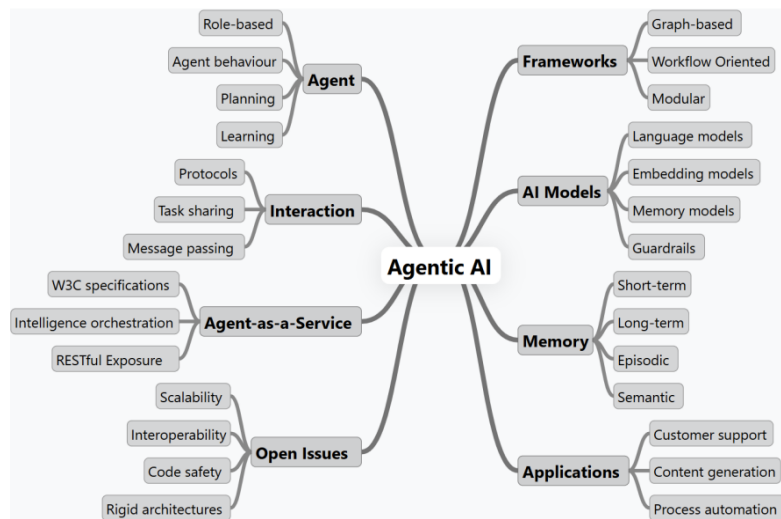 Agentic AI
Agent
Role-based
Agent behaviour
Planning
Learning
Interaction
Protocols
Task sharing
Message passing
Agent-as-a-Service
W3C specifications
Intelligence orchestration
RESTful Exposure
Open Issues
Scalability
Interoperability
Code safety
Rigid architectures
Frameworks
Graph-based
Workflow Oriented
Modular
AI Models
Language models
Embedding models
Memory models
Guardrails
Memory
Short-term
Long-term
Episodic
Semantic
Applications
Customer support
Content generation
Process automation